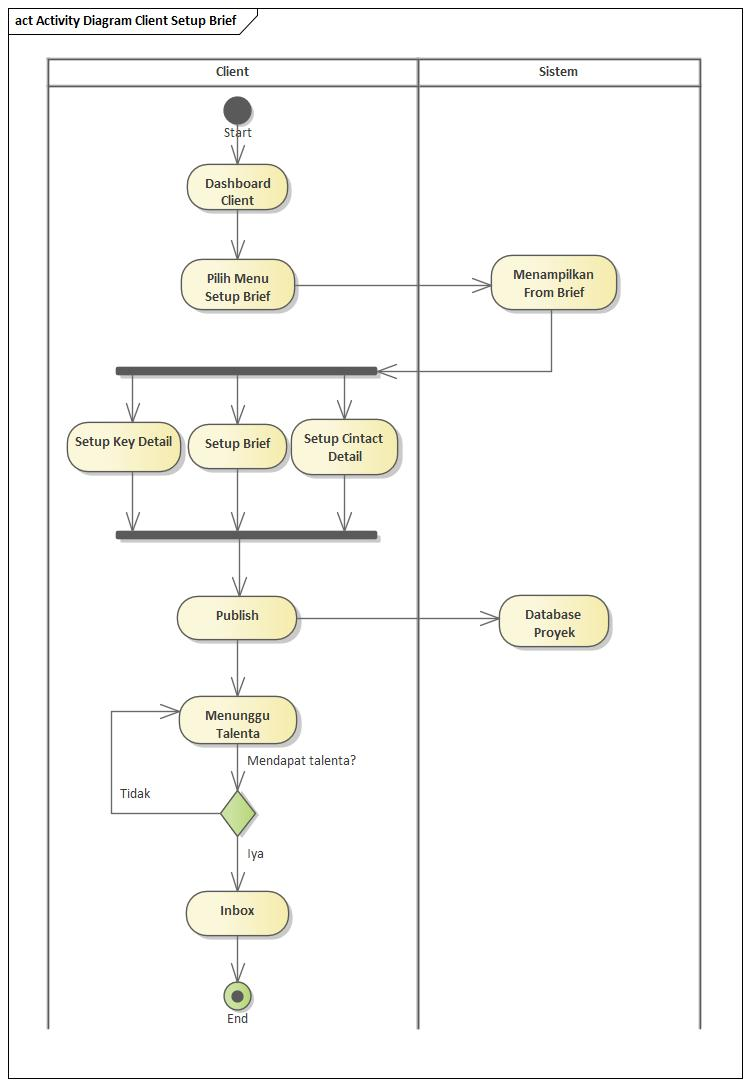 act Activity Diagram Client Setup Brief
Client
Sistem
Start
Dashboard
Client
Pilih Menu
Setup Brief
Menampilkan
From Brief
Setup Key Detail
Setup Brief
Setup Cintact
Detail
Publish
Database
Proyek
Menunggu
Talenta
Mendapat talenta?
Tidak
Iya
Inbox
End